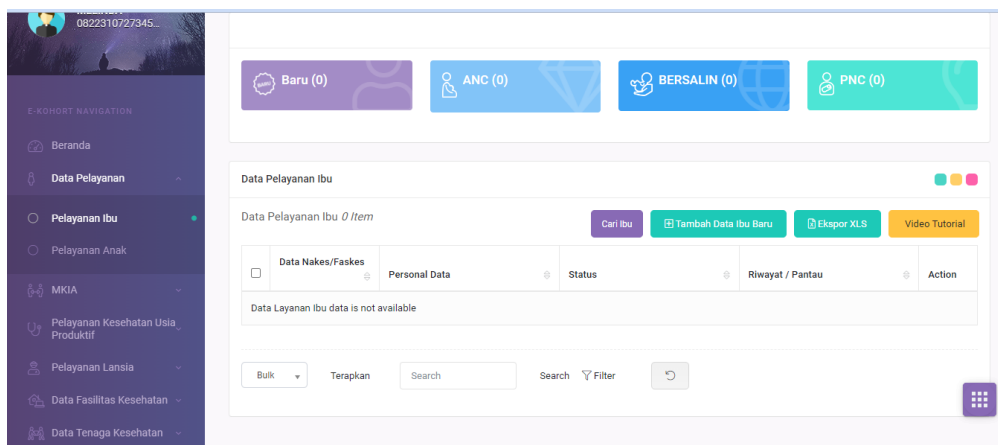 0822310727345...
E-KOHORT NAVIGATION
Beranda
Data Pelayanan
Pelayanan Ibu
Pelayanan Anak
MKIA
Pelayanan Kesehatan Usia
Produktif
Pelayanan Lansia
Data Fasilitas Kesehatan
Data Tenaga Kesehatan
Baru (0)
ANC (0)
BERSALIN (0)
PNC (0)
Data Pelayanan Ibu
Data Pelayanan Ibu 0 Item
Cari Ibu
Tambah Data Ibu Baru
Ekspor XLS
Video Tutorial
Data Nakes/Faskes
Personal Data
Status
Riwayat / Pantau
Action
Data Layanan Ibu data is not available
Bulk
Terapkan
Search
Search
Filter